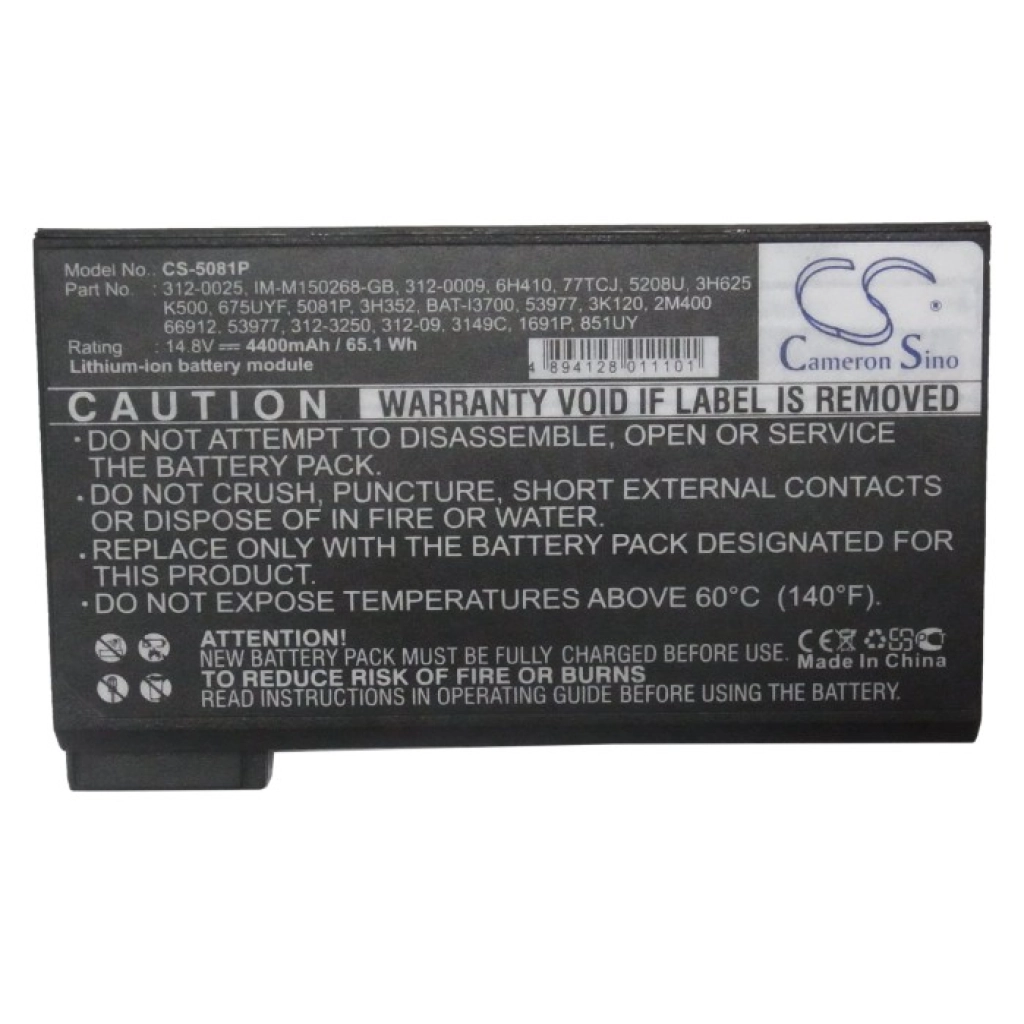 Model No.: CS-5081P
Part No. : 312-0025, IM-M150268-GB, 312-0009, 6H410, 77TCJ, 5208U, 3H625
K500, 675UYF, 5081P, 3H352, BAT-I3700, 53977, 3K120, 2M400
66912, 53977, 312-3250, 312-09, 3149C, 1691P, 851UY
Rating : 14.8V ⎓ 4400mAh / 65.1 Wh
Lithium-ion battery module
4 894128 011101
CS
Cameron Sino
CAUTION WARRANTY VOID IF LABEL IS REMOVED
• DO NOT ATTEMPT TO DISASSEMBLE, OPEN OR SERVICE
THE BATTERY PACK.
• DO NOT CRUSH, PUNCTURE, SHORT EXTERNAL CONTACTS
OR DISPOSE OF IN FIRE OR WATER.
• REPLACE ONLY WITH THE BATTERY PACK DESIGNATED FOR
THIS PRODUCT.
• DO NOT EXPOSE TEMPERATURES ABOVE 60°C (140°F).
ATTENTION!
NEW BATTERY PACK MUST BE FULLY CHARGED BEFORE USE.
TO REDUCE RISK OF FIRE OR BURNS
READ INSTRUCTIONS IN OPERATING GUIDE BEFORE USING THE BATTERY.
CE
Made In China